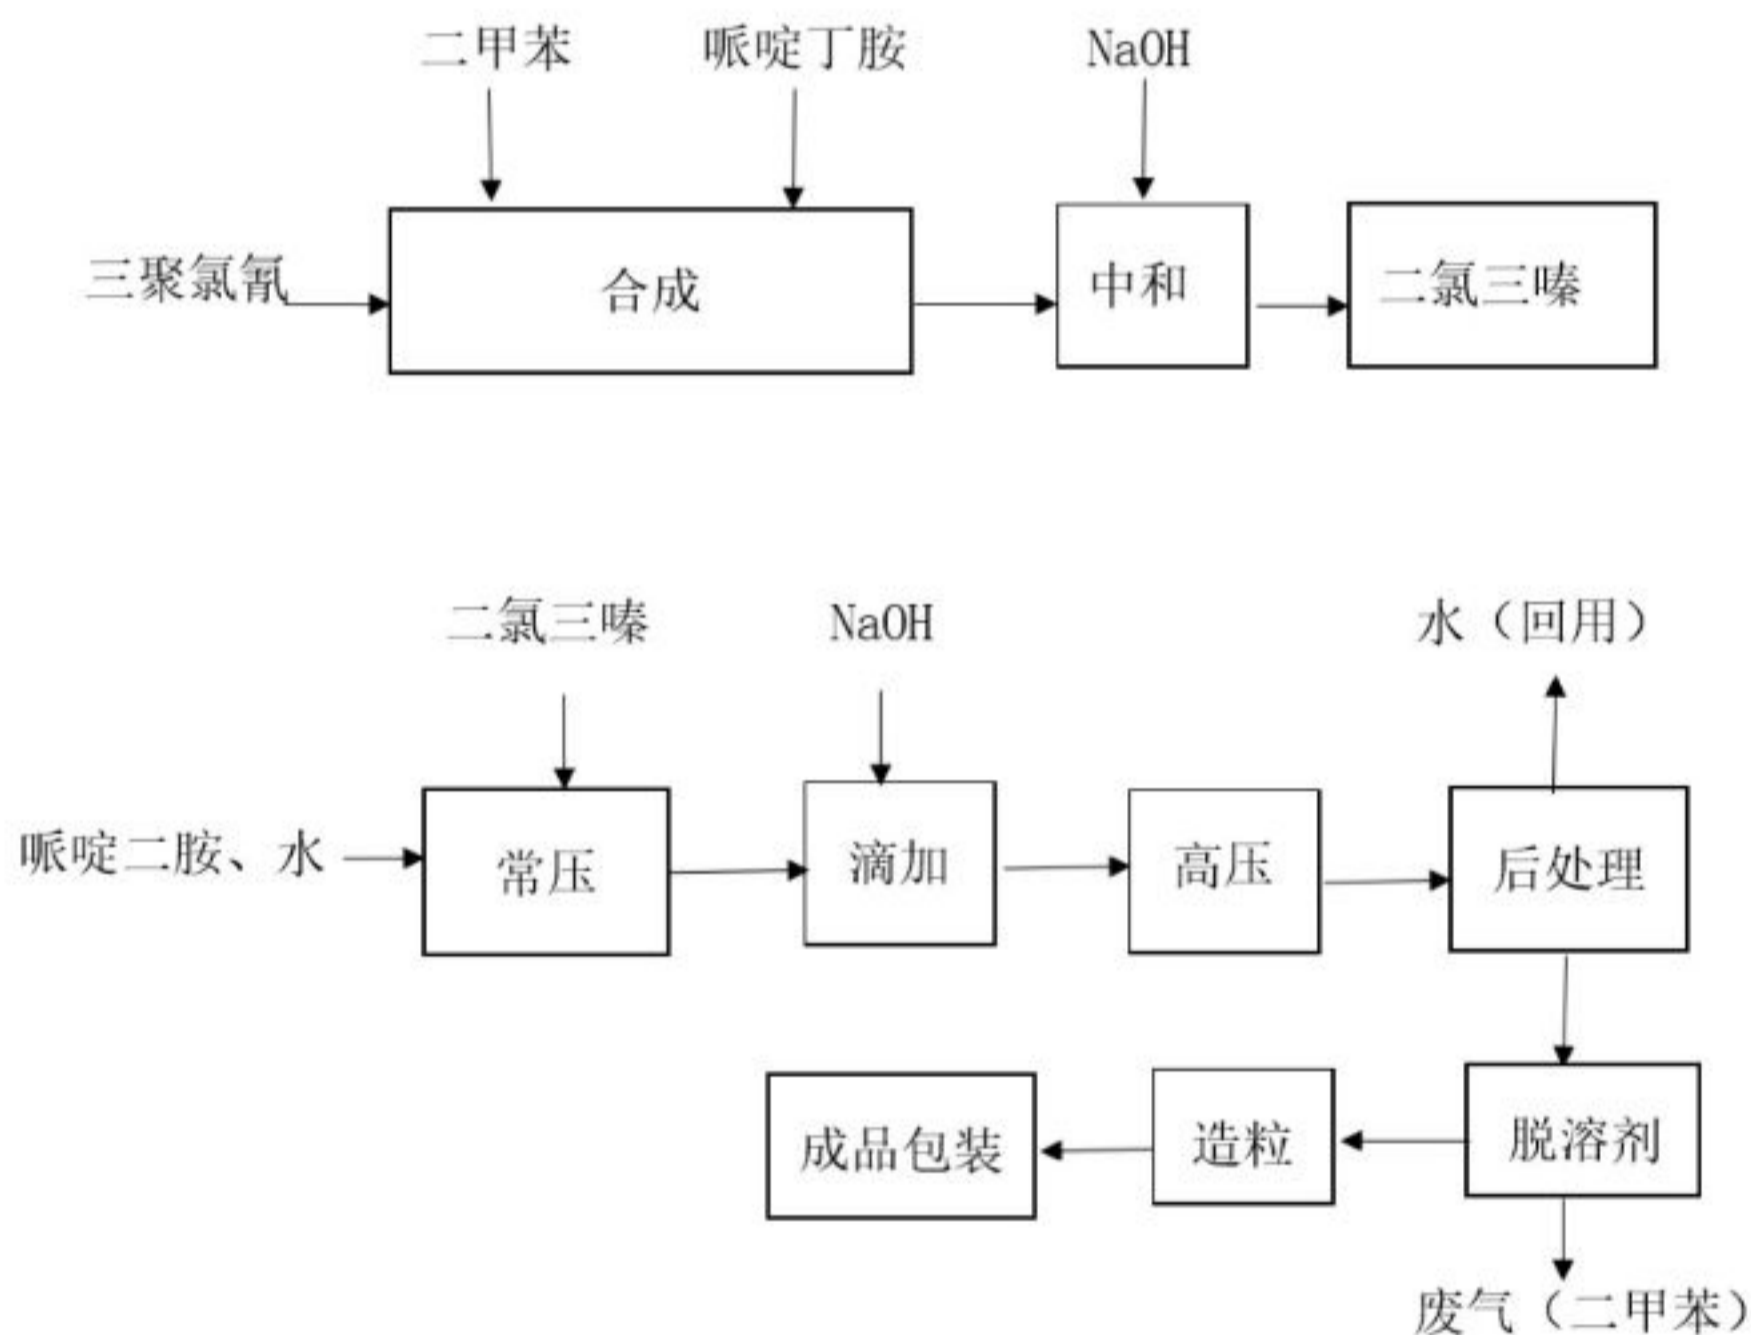 二甲苯
哌啶丁胺
NaOH
三聚氯氰
合成
中和
二氯三嗪
二氯三嗪
NaOH
水（回用）
哌啶二胺、水
常压
滴加
高压
后处理
成品包装
造粒
脱溶剂
废气（二甲苯）